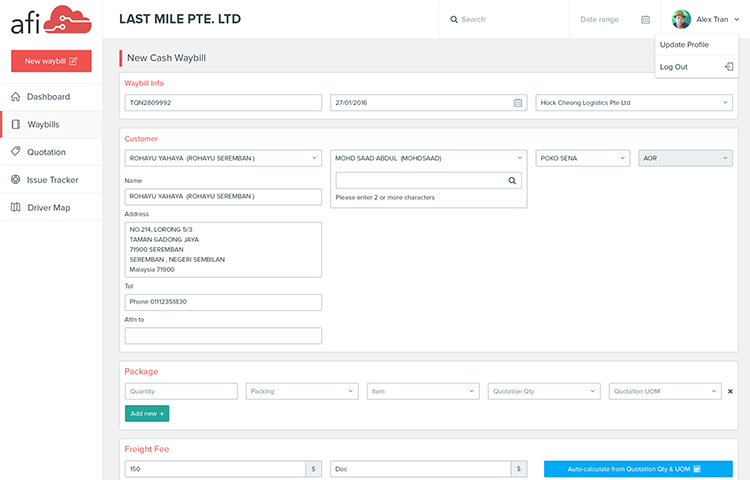 afi
LAST MILE PTE. LTD
Search
Date range
Alex Tran
Update Profile
Log Out
New waybill
Dashboard
Waybills
Quotation
Issue Tracker
Driver Map
New Cash Waybill
Waybill Info
TQN2809992
27/01/2016
Hock Cheong Logistics Pte Ltd
Customer
ROHAYU YAHAYA (ROHAYU SEREMBAN )
MOHD SAAD ABDUL (MOHDSAAD)
POKO SENA
AOR
Please enter 2 or more characters
Name
ROHAYU YAHAYA (ROHAYU SEREMBAN )
Address
NO.214, LORONG 5/3
TAMAN GADONG JAYA
71900 SEREMBAN
SEREMBAN , NEGERI SEMBILAN
Malaysia 71900
Tel
Phone 01112351830
Attn to
Package
Quantity
Packing
Item
Quotation Qty
Quotation UOM
Add new +
Freight Fee
150
$
Doc
$
Auto-calculate from Quotation Qty & UOM